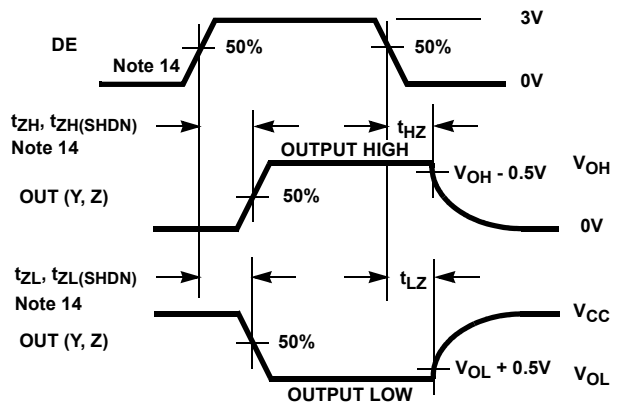 3V
DE
50%
50%
Note 14
0V
tZH, tZH(SHDN)
Note 14
tHZ
OUTPUT HIGH
VOH - 0.5V
VOH
OUT (Y, Z)
50%
0V
tZL, tZL(SHDN)
Note 14
tLZ
VCC
OUT (Y, Z)
50%
VOL + 0.5V
VOL
OUTPUT LOW